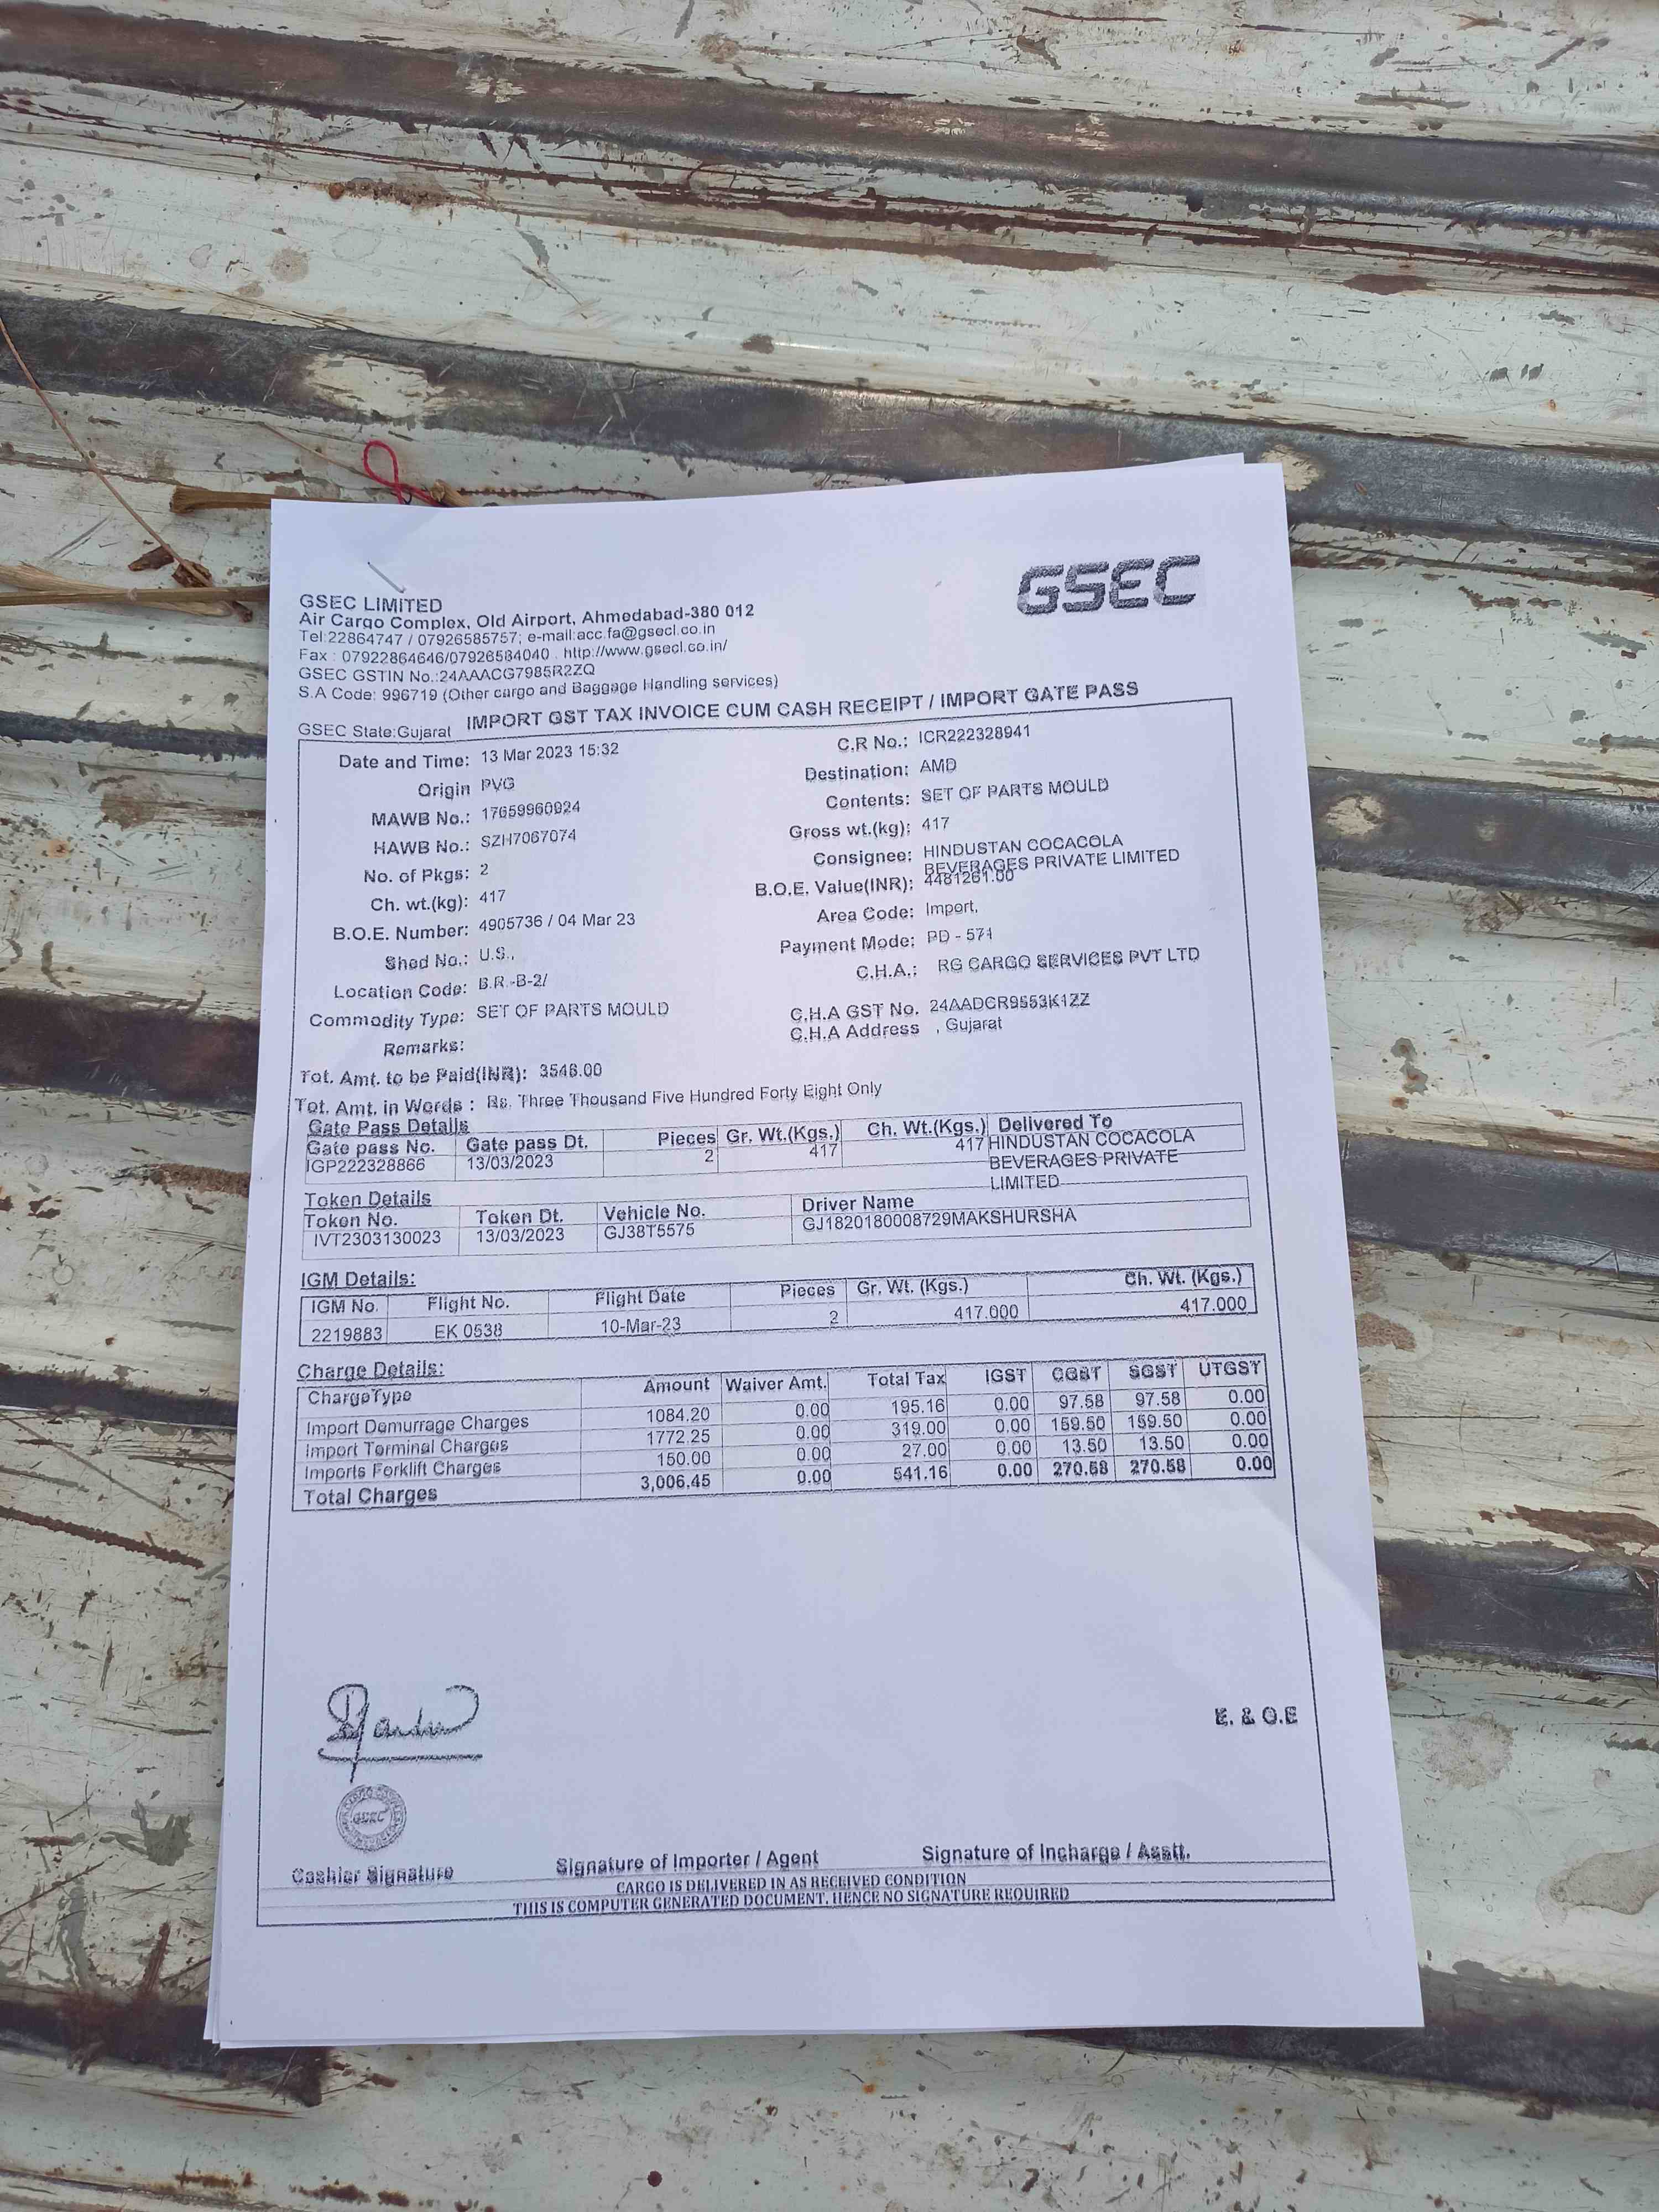 GSEC
GSEC LIMITED
Air Cargo Complex, Old Airport, Ahmedabad-380 012
Tel:22864747 / 07926585757; e-mail:acc.fa@gsecl.co.in
Fax : 07922864646/07926584040 . http://www.gsecl.co.in/
GSEC GSTIN No.:24AAACG7985R2ZQ
S.A Code: 996719 (Other cargo and Baggage Handling services)
GSEC State:Gujarat IMPORT GST TAX INVOICE CUM CASH RECEIPT / IMPORT GATE PASS
Date and Time: 13 Mar 2023 15:32 C.R No.: ICR222328941
Origin PVG Destination: AMD
MAWB No.: 17659960924 Contents: SET OF PARTS MOULD
HAWB No.: SZH7067074 Gross wt.(kg): 417
No. of Pkgs: 2 Consignee: HINDUSTAN COCACOLA
BEVERAGES PRIVATE LIMITED
Ch. wt.(kg): 417 B.O.E. Value(INR): 4481261.00
B.O.E. Number: 4905736 / 04 Mar 23 Area Code: Import,
Shed No.: U.S., Payment Mode: PD - 571
Location Code: B.R.-B-2/ C.H.A.: RG CARGO SERVICES PVT LTD
Commodity Type: SET OF PARTS MOULD C.H.A GST No. 24AADCR9553K1ZZ
C.H.A Address , Gujarat
Remarks:
Tot. Amt. to be Paid(INR): 3548.00
Tot. Amt. in Words : Rs. Three Thousand Five Hundred Forty Eight Only
Gate Pass Details
Gate pass No. Gate pass Dt. Pieces Gr. Wt.(Kgs.) Ch. Wt.(Kgs.) Delivered To
IGP222328866 13/03/2023 2 417 417 HINDUSTAN COCACOLA
BEVERAGES PRIVATE
LIMITED
Token Details
Token No. Token Dt. Vehicle No. Driver Name
IVT2303130023 13/03/2023 GJ38T5575 GJ1820180008729MAKSHURSHA
IGM Details:
IGM No. Flight No. Flight Date Pieces Gr. Wt. (Kgs.) Ch. Wt. (Kgs.)
2219883 EK 0538 10-Mar-23 2 417.000 417.000
Charge Details:
ChargeType Amount Waiver Amt. Total Tax IGST CGST SGST UTGST
Import Demurrage Charges 1084.20 0.00 195.16 0.00 97.58 97.58 0.00
Import Terminal Charges 1772.25 0.00 319.00 0.00 159.50 159.50 0.00
Imports Forklift Charges 150.00 0.00 27.00 0.00 13.50 13.50 0.00
Total Charges 3,006.45 0.00 541.16 0.00 270.58 270.58 0.00
E. & O.E
GSEC
Cashier Signature Signature of Importer / Agent Signature of Incharge / Asstt.
CARGO IS DELIVERED IN AS RECEIVED CONDITION
THIS IS COMPUTER GENERATED DOCUMENT, HENCE NO SIGNATURE REQUIRED